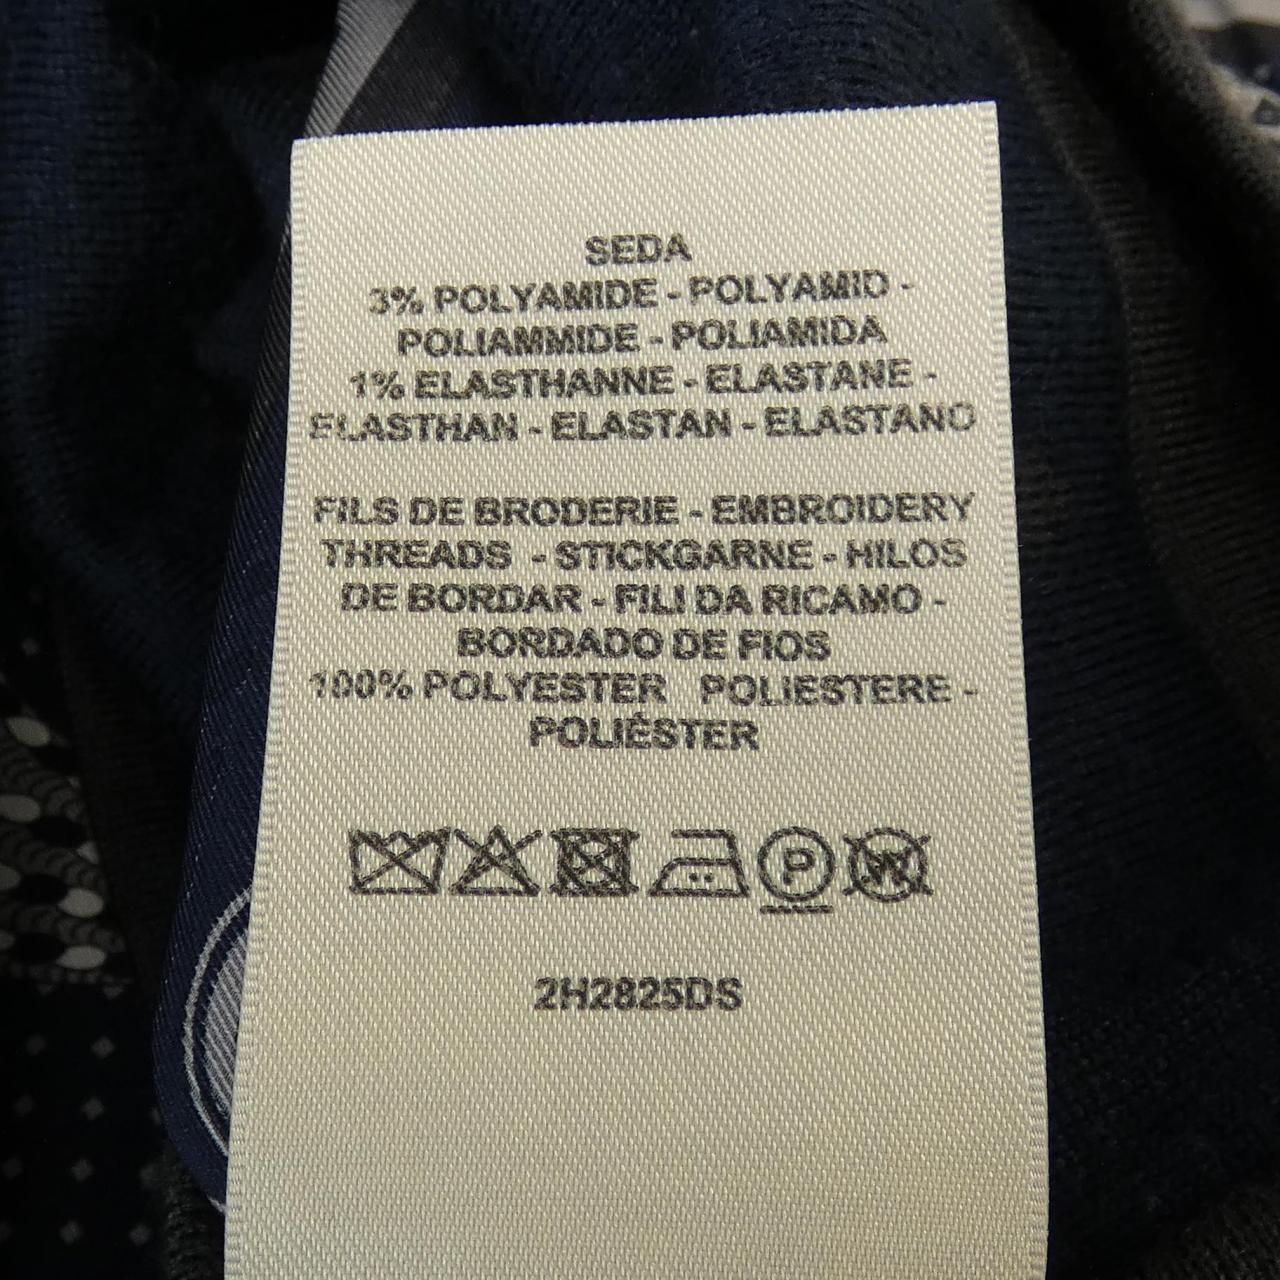 SEDA
3% POLYAMIDE - POLYAMID -
POLIAMMIDE - POLIAMIDA
1% ELASTHANNE - ELASTANE -
ELASTHAN - ELASTAN - ELASTANO
FILS DE BRODERIE - EMBROIDERY
THREADS - STICKGARNE - HILOS
DE BORDAR - FILI DA RICAMO -
BORDADO DE FIOS
100% POLYESTER POLIESTERE -
POLIÉSTER
P W
2H2825DS